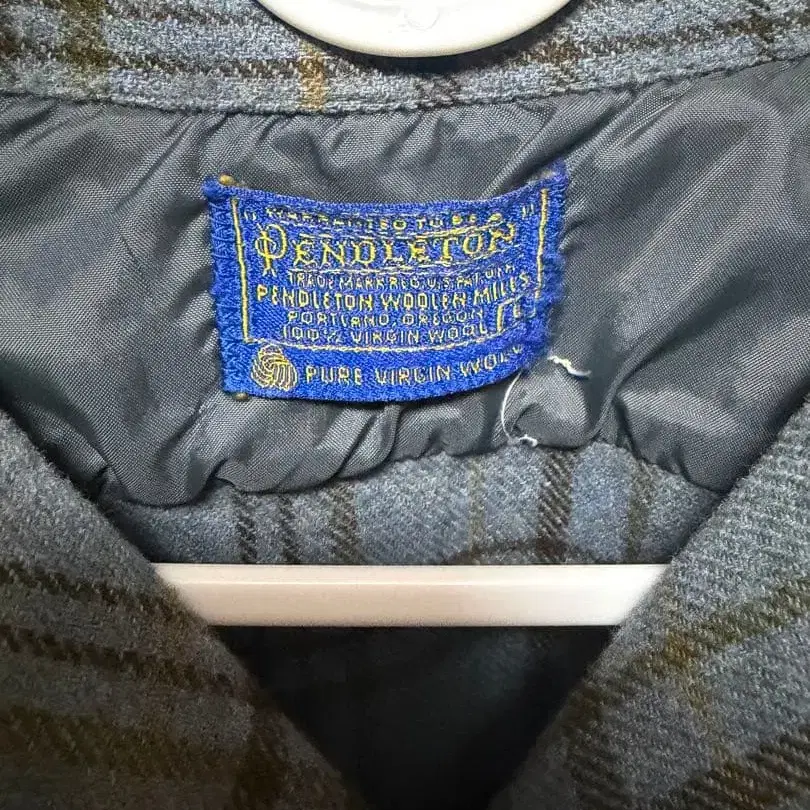 "WARRANTED TO BE A"
PENDLETON
TRADE MARK REG. U.S. PAT. OFF.
PENDLETON WOOLEN MILLS
PORTLAND, OREGON
100% VIRGIN WOOL
PURE VIRGIN WOOL